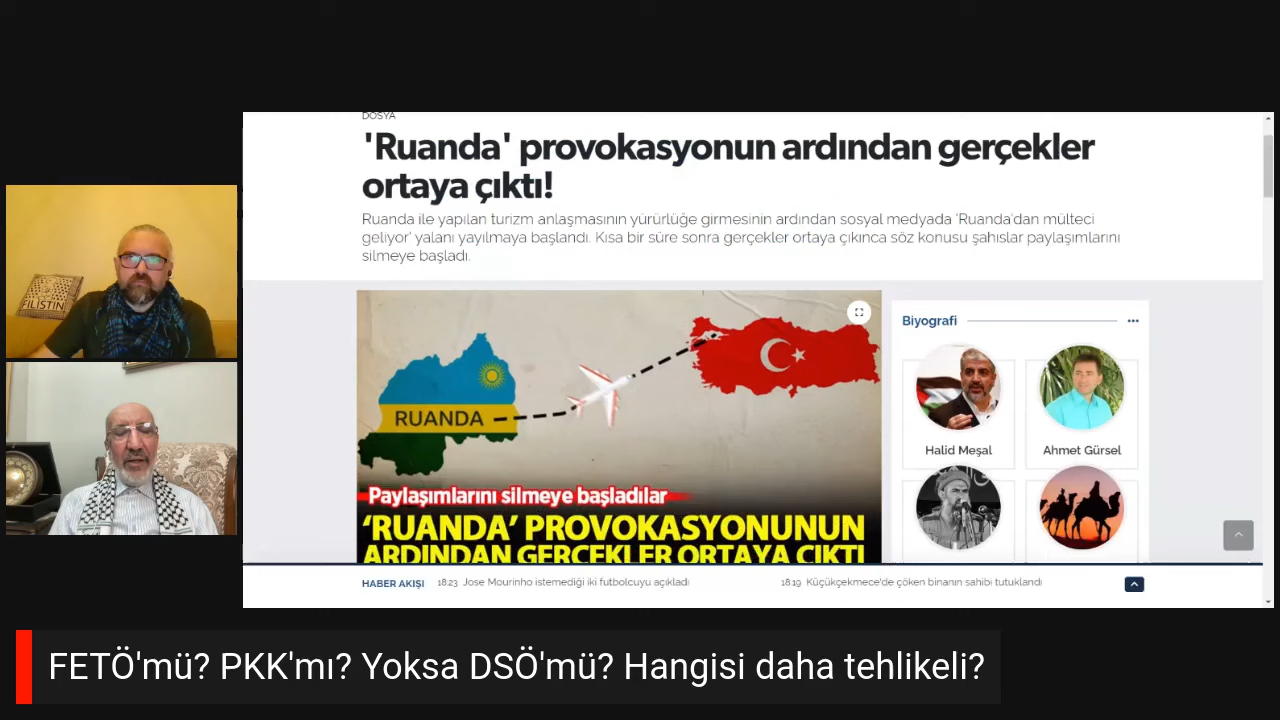 DOSYA
'Ruanda' provokasyonun ardından gerçekler
ortaya çıktı!
Ruanda ile yapılan turizm anlaşmasının yürürlüğe girmesinin ardından sosyal medyada 'Ruanda'dan mülteci
geliyor' yalanı yayılmaya başlandı. Kısa bir süre sonra gerçekler ortaya çıkınca söz konusu şahıslar paylaşımlarını
silmeye başladı.
FİLİSTİN
RUANDA
Paylaşımlarını silmeye başladılar
'RUANDA' PROVOKASYONUNUN
ARDINDAN GERÇEKLER ORTAYA ÇIKTI
Biyografi
Halid Meşal
Ahmet Gürsel
HABER AKIŞI
18:23 Jose Mourinho istemediği iki futbolcuyu açıkladı
18:19 Küçükçekmece'de çöken binanın sahibi tutuklandı
FETÖ'mü? PKK'mı? Yoksa DSÖ'mü? Hangisi daha tehlikeli?